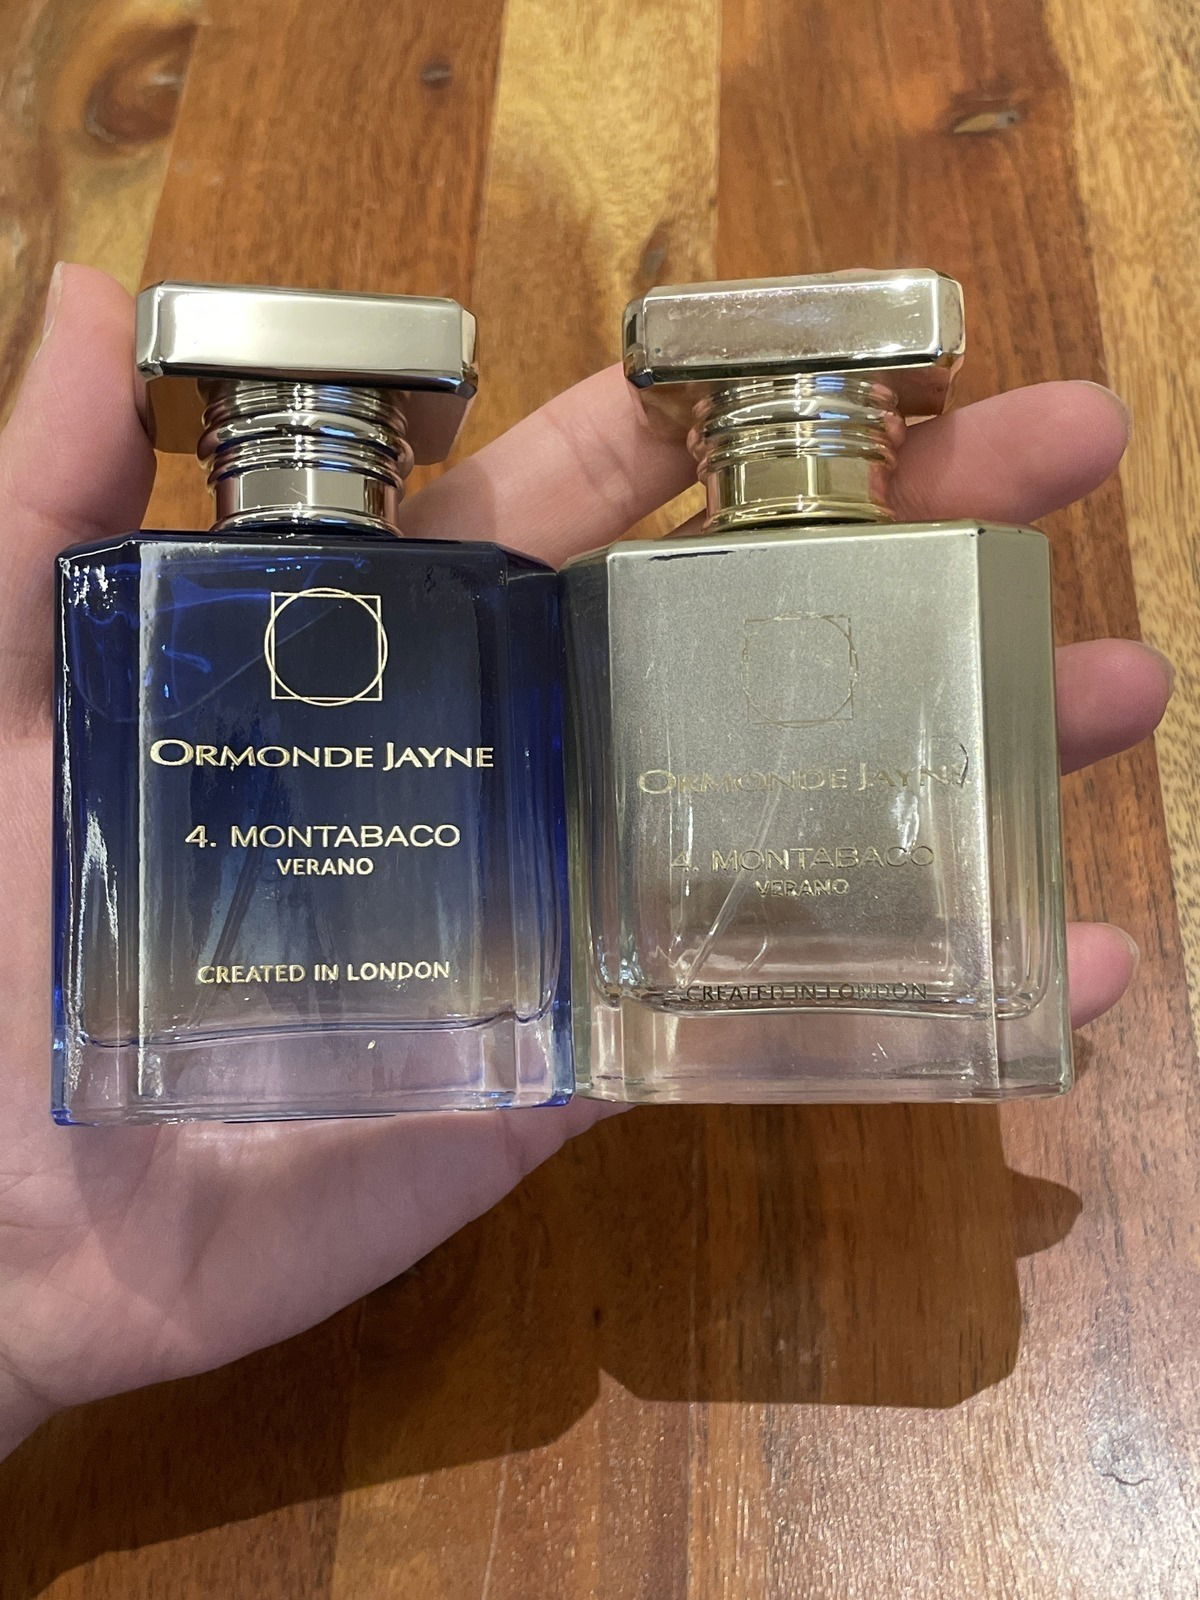 ORMONDE JAYNE
4. MONTABACO
VERANO
CREATED IN LONDON
ORMONDE JAYNE
4. MONTABACO
VERANO
CREATED IN LONDON